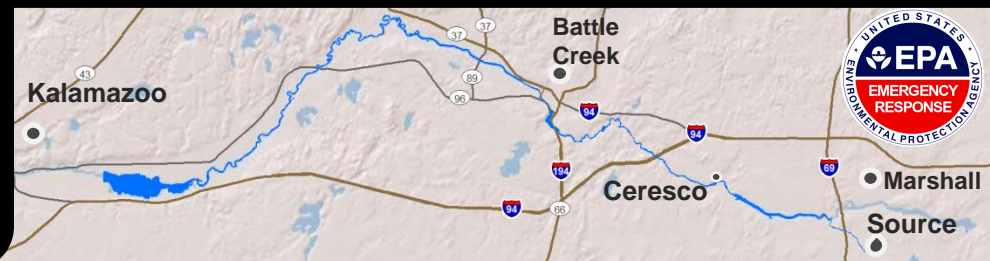 37
37
Battle
Creek
43
Kalamazoo
89
96
94
94
194
Ceresco
69
Marshall
94
66
Source
UNITED STATES
EPA
EMERGENCY
RESPONSE
ENVIRONMENTAL PROTECTION AGENCY